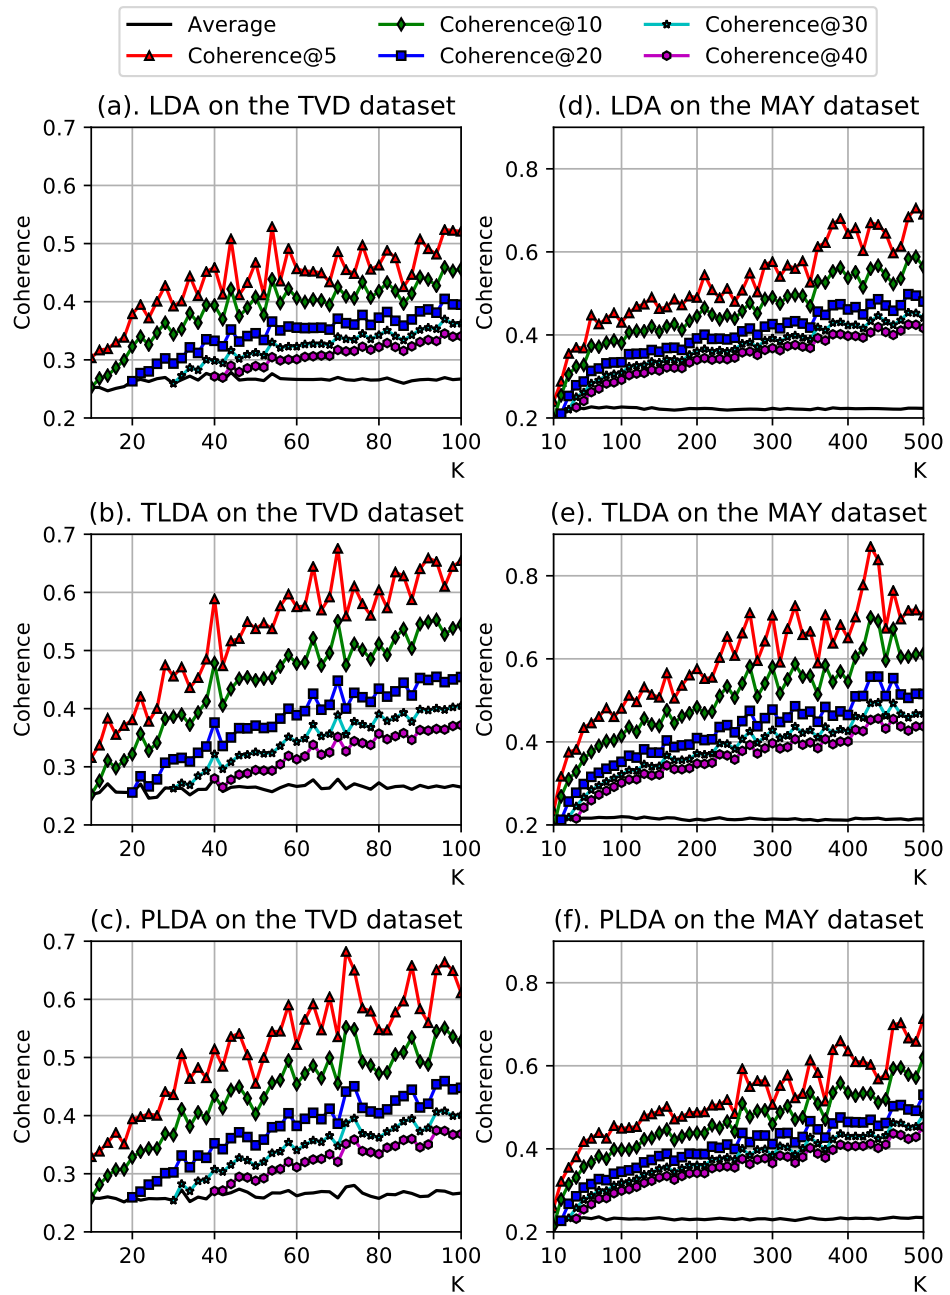 Average
Coherence@5
Coherence@10
Coherence@20
Coherence@30
Coherence@40
(a). LDA on the TVD dataset
0.7
0.6
0.5
0.4
0.3
0.2
Coherence
20
40
60
80
100
K
(d). LDA on the MAY dataset
0.8
0.6
0.4
0.2
Coherence
10
100
200
300
400
500
K
(b). TLDA on the TVD dataset
0.7
0.6
0.5
0.4
0.3
0.2
Coherence
20
40
60
80
100
K
(e). TLDA on the MAY dataset
0.8
0.6
0.4
0.2
Coherence
10
100
200
300
400
500
K
(c). PLDA on the TVD dataset
0.7
0.6
0.5
0.4
0.3
0.2
Coherence
20
40
60
80
100
K
(f). PLDA on the MAY dataset
0.8
0.6
0.4
0.2
Coherence
10
100
200
300
400
500
K